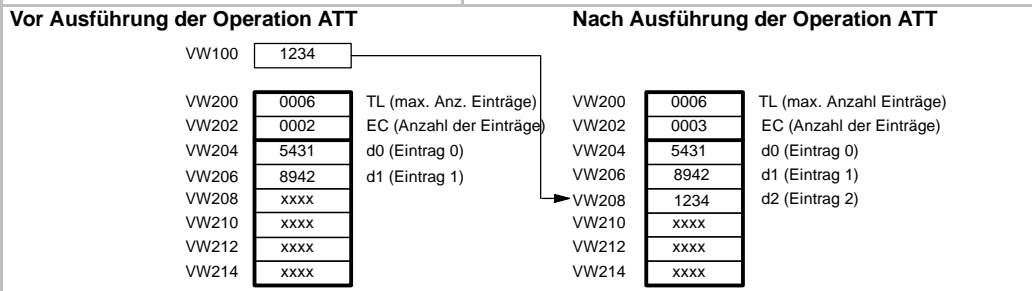 Vor Ausführung der Operation ATT
VW100 1234
VW200 0006 TL (max. Anz. Einträge)
VW202 0002 EC (Anzahl der Einträge)
VW204 5431 d0 (Eintrag 0)
VW206 8942 d1 (Eintrag 1)
VW208 xxxx
VW210 xxxx
VW212 xxxx
VW214 xxxx
Nach Ausführung der Operation ATT
VW200 0006 TL (max. Anzahl Einträge)
VW202 0003 EC (Anzahl der Einträge)
VW204 5431 d0 (Eintrag 0)
VW206 8942 d1 (Eintrag 1)
VW208 1234 d2 (Eintrag 2)
VW210 xxxx
VW212 xxxx
VW214 xxxx